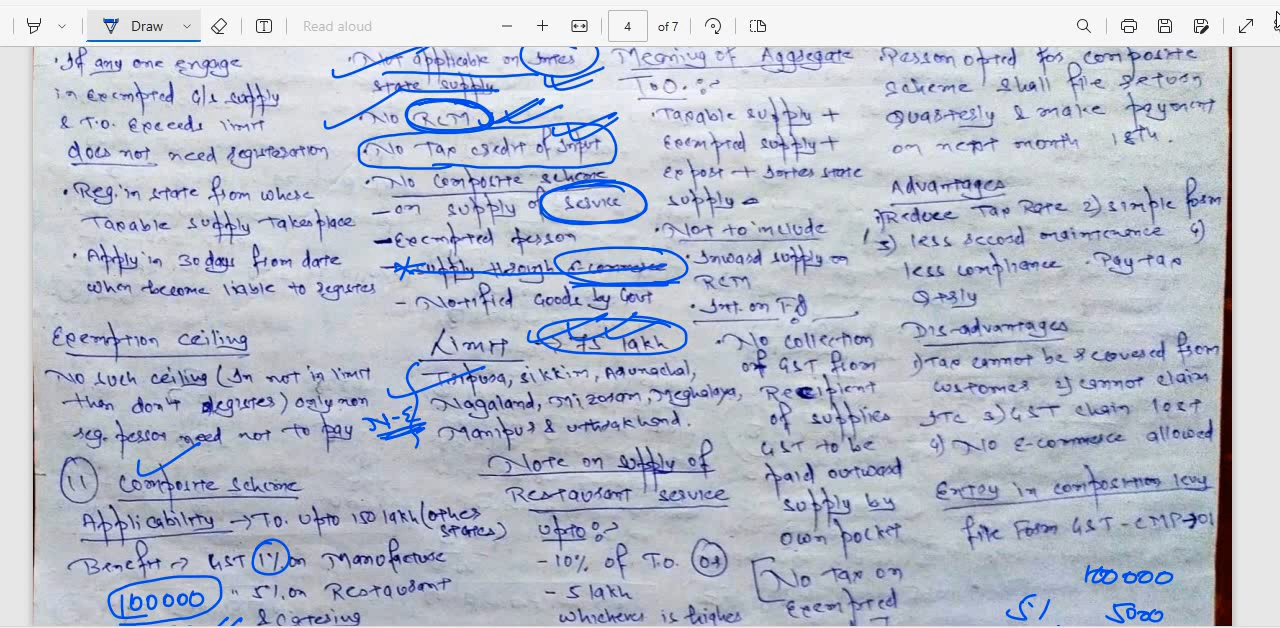 Draw
Read aloud
4
of 7
· If any one engage
in exempted G/s supply
& T.O. Exceeds limit
does not need registeration
· Reg. in state from where
Taxable supply Takeplace
· Apply in 30 days from date
when become liable to register
Exemption ceiling
No such ceiling (In not in limit
then don't register) only non
reg. person need not to pay
11 Composite Scheme
Applicability → T.O. upto 150 lakh (other
states)
Benefit → GST 1% on Manufacture
100000
" 5% on Restaurant
& catering
· Not applicable on Inter
state supply
· No RCM
· No Tax credit of Input
· No composite scheme
- on supply of service
- Exempted person
- supply through E-commerce
- Notified Goods by Govt
Limit → 75 lakh
Tripura, Sikkim, Arunachal,
Nagaland, Mizoram, Meghalaya,
N-E
Manipur & Uttrakhand.
Note on supply of
Restaurant service
upto :-
- 10% of T.O. or
- 5 lakh
whichever is higher
Meaning of Aggregate
T.O. :-
· Taxable supply +
Exempted supply +
Export + Inter state
supply
· Not to include
· Inward supply on
RCM
· Int. on F.D
· No collection
of GST from
Recipient
of supplies
GST to be
paid outward
supply by
own pocket
No tax on
Exempted
· Person opted for composite
scheme shall file return
Quarterly & make payment
on next month 18th.
Advantages
1) Reduce Tax Rate 2) simple form
3) less record maintenence 4)
less compliance . Pay tax
Qtrly
Dis-advantages
1) Tax cannot be recovered from
customer 2) cannot claim
ITC 3) GST chain lost
4) No E-commerce allowed
Entry in composition levy
file Form GST-CMP-01
100000
5% 5000